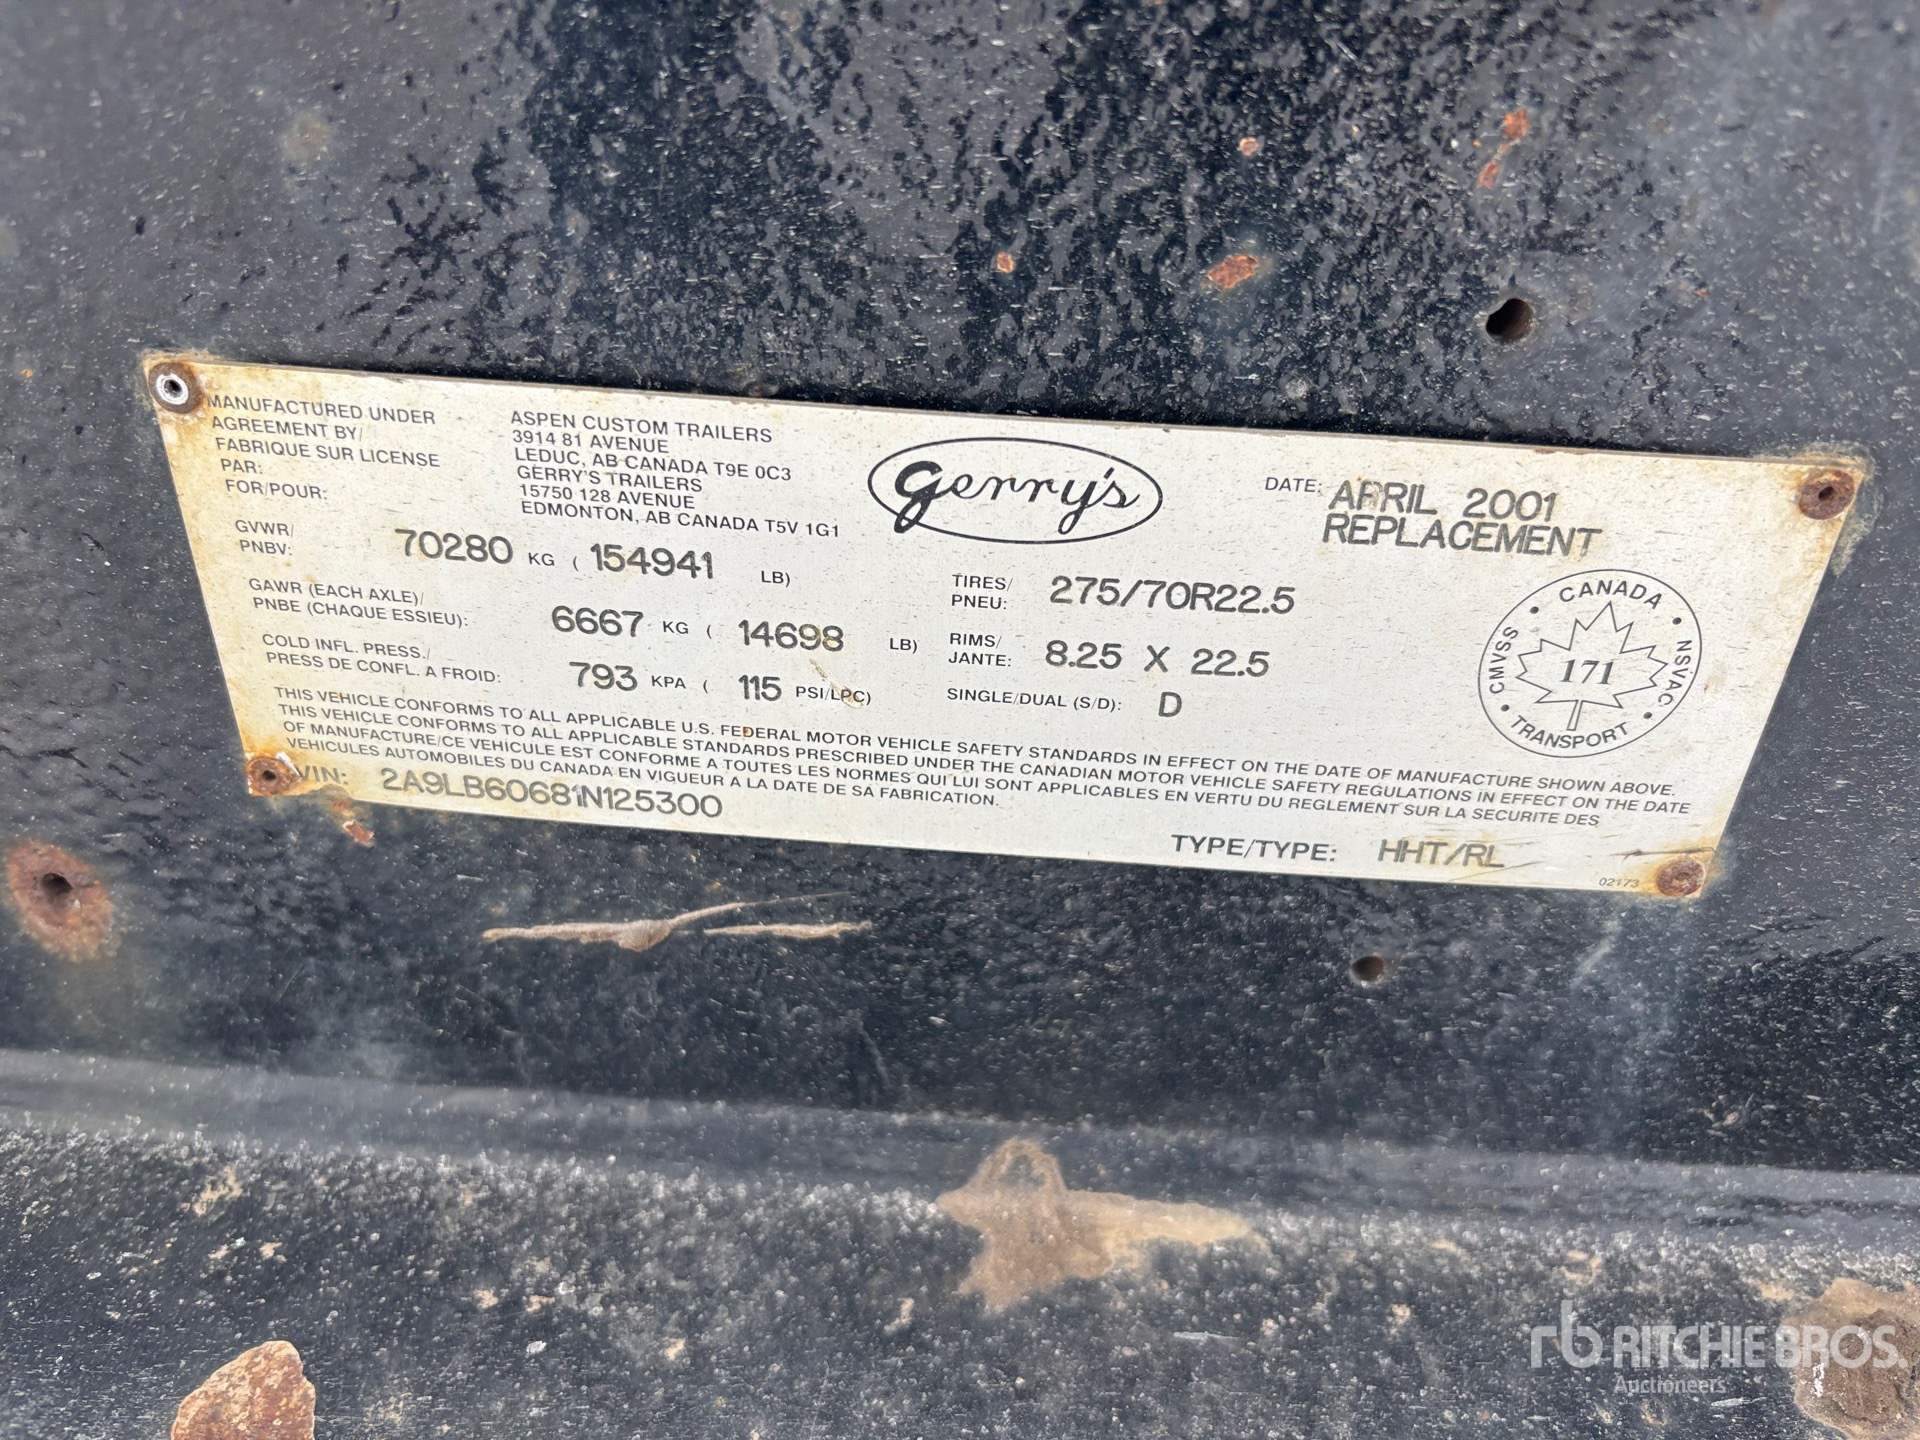 MANUFACTURED UNDER
AGREEMENT BY/
FABRIQUE SUR LICENSE
PAR:
FOR/POUR:
ASPEN CUSTOM TRAILERS
3914 81 AVENUE
LEDUC, AB CANADA T9E 0C3
GERRY'S TRAILERS
15750 128 AVENUE
EDMONTON, AB CANADA T5V 1G1
Gerry's
DATE: APRIL 2001
REPLACEMENT
GVWR/
PNBV: 70280 KG ( 154941 LB)
GAWR (EACH AXLE)/
PNBE (CHAQUE ESSIEU): 6667 KG ( 14698 LB)
COLD INFL. PRESS./
PRESS DE CONFL. A FROID: 793 KPA ( 115 PSI/LPC)
TIRES/
PNEU: 275/70R22.5
RIMS/
JANTE: 8.25 X 22.5
SINGLE/DUAL (S/D): D
CANADA
CMVSS 171 NSVAC
TRANSPORT
THIS VEHICLE CONFORMS TO ALL APPLICABLE U.S. FEDERAL MOTOR VEHICLE SAFETY STANDARDS IN EFFECT ON THE DATE OF MANUFACTURE SHOWN ABOVE.
THIS VEHICLE CONFORMS TO ALL APPLICABLE STANDARDS PRESCRIBED UNDER THE CANADIAN MOTOR VEHICLE SAFETY REGULATIONS IN EFFECT ON THE DATE
OF MANUFACTURE/CE VEHICULE EST CONFORME A TOUTES LES NORMES QUI LUI SONT APPLICABLES EN VERTU DU REGLEMENT SUR LA SECURITE DES
VEHICULES AUTOMOBILES DU CANADA EN VIGUEUR A LA DATE DE SA FABRICATION.
VIN: 2A9LB60681N125300
TYPE/TYPE: HHT/RL
02173
rb RITCHIE BROS.
Auctioneers